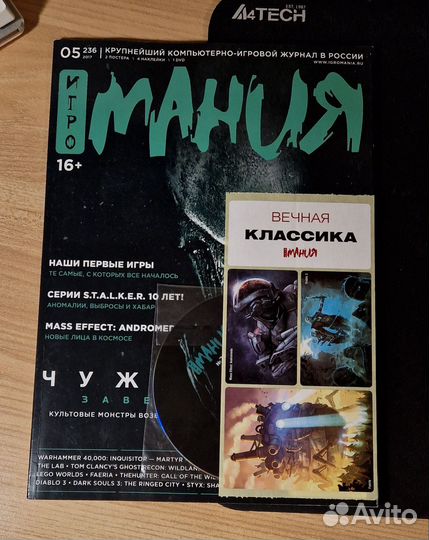 A4TECH
05 236
2017
КРУПНЕЙШИЙ КОМПЬЮТЕРНО-ИГРОВОЙ ЖУРНАЛ В РОССИИ
2 ПОСТЕРА 4 НАКЛЕЙКИ 1 DVD
WWW.IGROMANIA.RU
ИГРО
МАНИЯ
16+
ВЕЧНАЯ
КЛАССИКА
МАНИЯ
НАШИ ПЕРВЫЕ ИГРЫ
ТЕ САМЫЕ, С КОТОРЫХ ВСЕ НАЧАЛОСЬ
СЕРИИ S.T.A.L.K.E.R. 10 ЛЕТ!
АНОМАЛИИ, ВЫБРОСЫ И ХАБАР
MASS EFFECT: ANDROMED
НОВЫЕ ЛИЦА В КОСМОСЕ
МАНИЯ
ЧУЖ
ЗАВЕ
КУЛЬТОВЫЕ МОНСТРЫ ВОЗВ
WARHAMMER 40,000: INQUISITOR — MARTYR
THE LAB • TOM CLANCY'S GHOST RECON: WILDLAN
LEGO WORLDS • FAERIA • THEHUNTER: CALL OF THE WI
DIABLO 3 • DARK SOULS 3: THE RINGED CITY • STYX: SHA
Avito